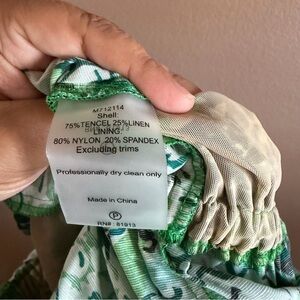 M712114
Shell:
75%TENCEL 25%LINEN
LINING:
80% NYLON 20% SPANDEX
Excluding trims
Professionally dry clean only
Made in China
P
RN#: 81913